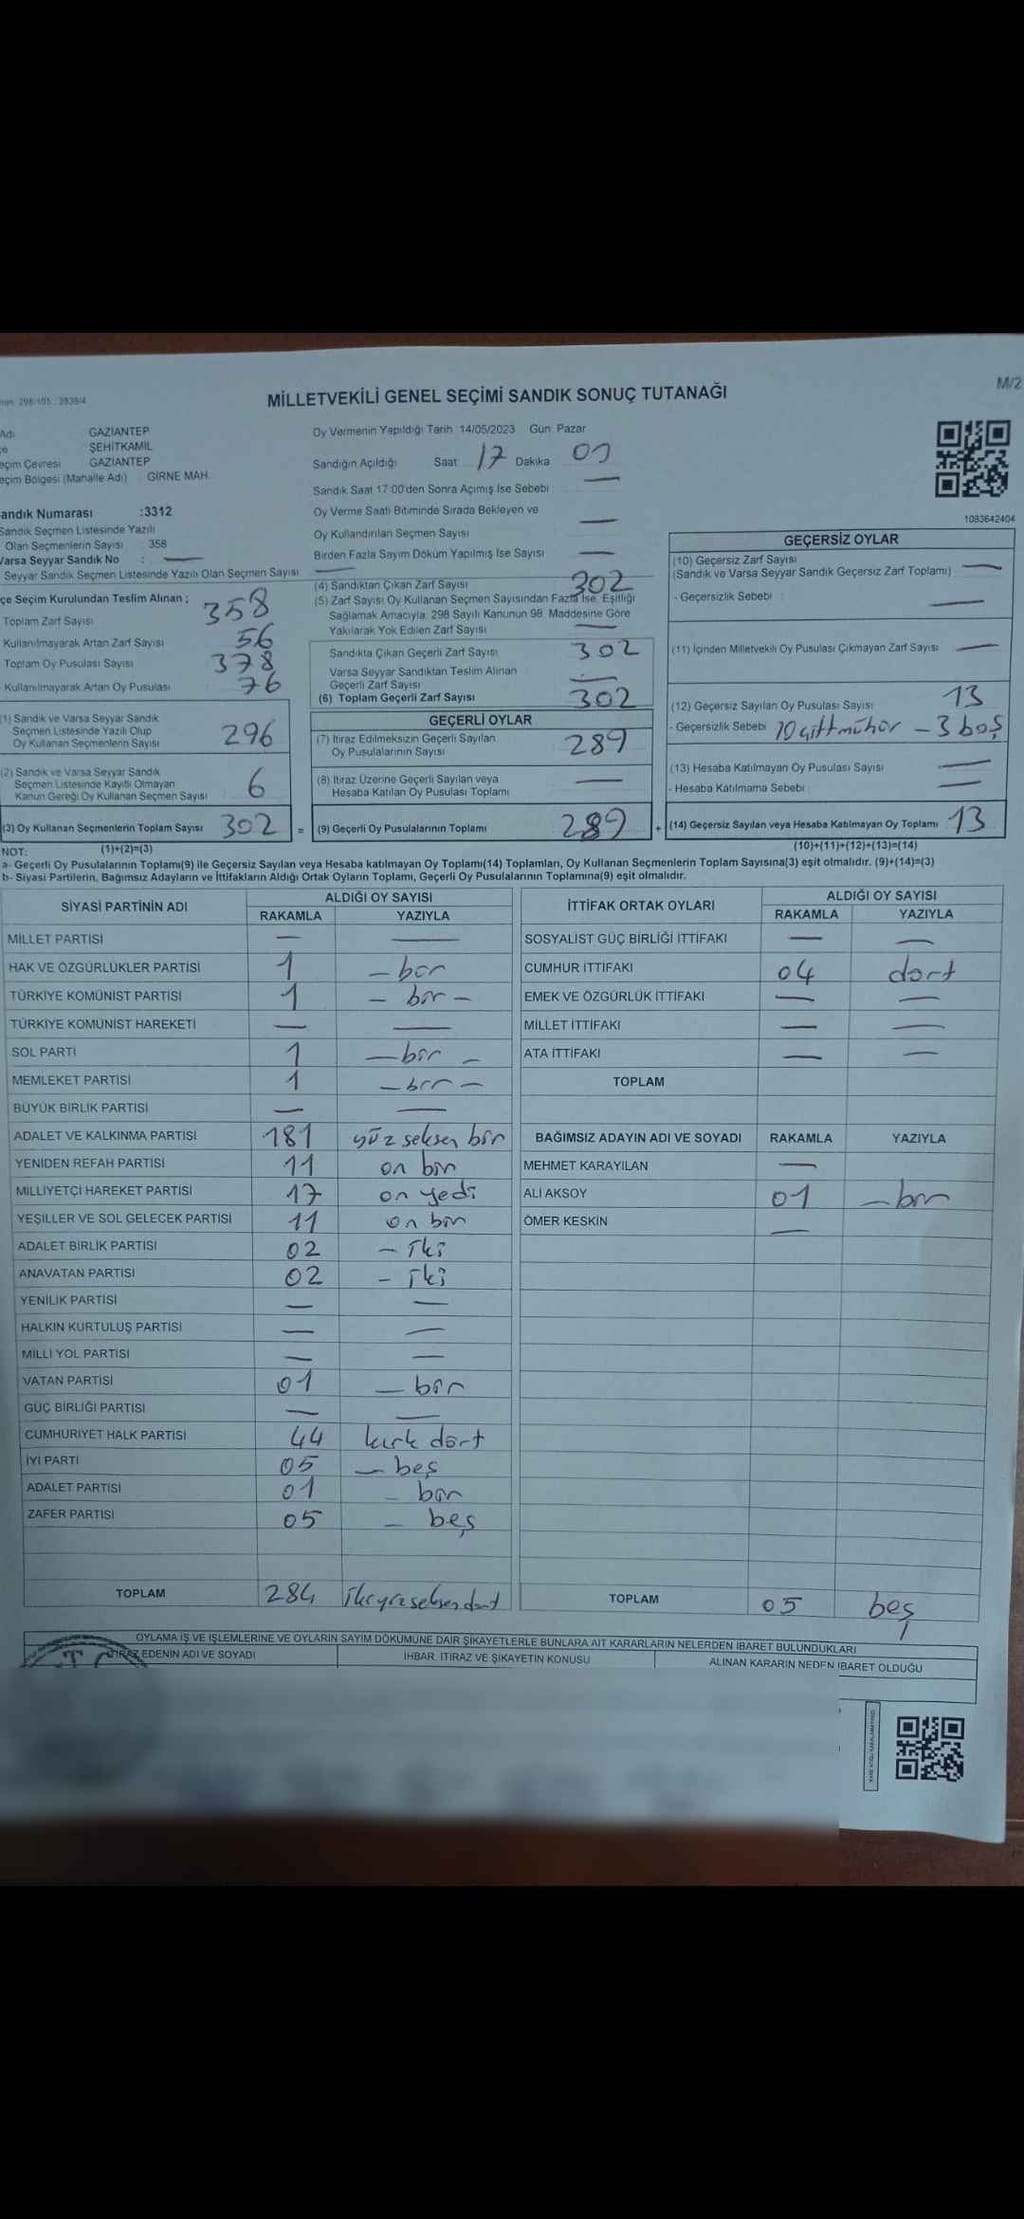 MİLLETVEKİLİ GENEL SEÇİMİ SANDIK SONUÇ TUTANAĞI
M/2
GAZİANTEP
ŞEHİTKAMİL
eçim Çevresi GAZİANTEP
eçim Bölgesi (Mahalle Adı) GİRNE MAH.
andık Numarası :3312
Sandık Seçmen Listesinde Yazılı
Olan Seçmenlerin Sayısı : 358
Varsa Seyyar Sandık No : —
Seyyar Sandık Seçmen Listesinde Yazılı Olan Seçmen Sayısı: —
çe Seçim Kurulundan Teslim Alınan ;
Toplam Zarf Sayısı 358
Kullanılmayarak Artan Zarf Sayısı 56
Toplam Oy Pusulası Sayısı 378
Kullanılmayarak Artan Oy Pusulası 76
(1) Sandık ve Varsa Seyyar Sandık
Seçmen Listesinde Yazılı Olup
Oy Kullanan Seçmenlerin Sayısı 296
(2) Sandık ve Varsa Seyyar Sandık
Seçmen Listesinde Kayıtlı Olmayan
Kanun Gereği Oy Kullanan Seçmen Sayısı 6
(3) Oy Kullanan Seçmenlerin Toplam Sayısı 302 =
Oy Vermenin Yapıldığı Tarih :14/05/2023 Gün: Pazar
Sandığın Açıldığı Saat 17 Dakika 01
Sandık Saat 17:00'den Sonra Açımış İse Sebebi —
Oy Verme Saati Bitiminde Sırada Bekleyen ve
Oy Kullandırılan Seçmen Sayısı —
Birden Fazla Sayım Döküm Yapılmış İse Sayısı —
(4) Sandıktan Çıkan Zarf Sayısı 302
(5) Zarf Sayısı Oy Kullanan Seçmen Sayısından Fazla İse, Eşitliği
Sağlamak Amacıyla, 298 Sayılı Kanunun 98. Maddesine Göre
Yakılarak Yok Edilen Zarf Sayısı —
Sandıkta Çıkan Geçerli Zarf Sayısı 302
Varsa Seyyar Sandıktan Teslim Alınan
Geçerli Zarf Sayısı —
(6) Toplam Geçerli Zarf Sayısı 302
GEÇERLİ OYLAR
(7) İtiraz Edilmeksizin Geçerli Sayılan
Oy Pusulalarının Sayısı 289
(8) İtiraz Üzerine Geçerli Sayılan veya
Hesaba Katılan Oy Pusulası Toplamı —
(9) Geçerli Oy Pusulalarının Toplamı 289 +
1083642404
GEÇERSİZ OYLAR
(10) Geçersiz Zarf Sayısı
(Sandık ve Varsa Seyyar Sandık Geçersiz Zarf Toplamı) —
- Geçersizlik Sebebi : —
(11) İçinden Milletvekili Oy Pusulası Çıkmayan Zarf Sayısı —
(12) Geçersiz Sayılan Oy Pusulası Sayısı 13
- Geçersizlik Sebebi 10 çift mühür - 3 boş
(13) Hesaba Katılmayan Oy Pusulası Sayısı —
- Hesaba Katılmama Sebebi —
(14) Geçersiz Sayılan veya Hesaba Katılmayan Oy Toplamı 13
NOT: (1)+(2)=(3) (10)+(11)+(12)+(13)=(14)
a- Geçerli Oy Pusulalarının Toplamı(9) ile Geçersiz Sayılan veya Hesaba katılmayan Oy Toplamı(14) Toplamları, Oy Kullanan Seçmenlerin Toplam Sayısına(3) eşit olmalıdır. (9)+(14)=(3)
b- Siyasi Partilerin, Bağımsız Adayların ve İttifakların Aldığı Ortak Oyların Toplamı, Geçerli Oy Pusulalarının Toplamına(9) eşit olmalıdır.
SİYASİ PARTİNİN ADI ALDIĞI OY SAYISI
RAKAMLA YAZIYLA
MİLLET PARTİSİ — —
HAK VE ÖZGÜRLÜKLER PARTİSİ 1 — bir
TÜRKİYE KOMÜNİST PARTİSİ 1 — bir —
TÜRKİYE KOMÜNİST HAREKETİ — —
SOL PARTİ 1 — bir —
MEMLEKET PARTİSİ 1 — bir —
BÜYÜK BİRLİK PARTİSİ — —
ADALET VE KALKINMA PARTİSİ 181 yüz seksen bir
YENİDEN REFAH PARTİSİ 11 on bir
MİLLİYETÇİ HAREKET PARTİSİ 17 on yedi
YEŞİLLER VE SOL GELECEK PARTİSİ 11 on bir
ADALET BİRLİK PARTİSİ 02 — iki
ANAVATAN PARTİSİ 02 — iki
YENİLİK PARTİSİ — —
HALKIN KURTULUŞ PARTİSİ — —
MİLLİ YOL PARTİSİ — —
VATAN PARTİSİ 01 — bir
GÜÇ BİRLİĞİ PARTİSİ — —
CUMHURİYET HALK PARTİSİ 44 kırk dört
İYİ PARTİ 05 — beş
ADALET PARTİSİ 01 — bir
ZAFER PARTİSİ 05 — beş
TOPLAM 284 ikiyüzseksendört
İTTİFAK ORTAK OYLARI ALDIĞI OY SAYISI
RAKAMLA YAZIYLA
SOSYALİST GÜÇ BİRLİĞİ İTTİFAKI — —
CUMHUR İTTİFAKI 04 dört
EMEK VE ÖZGÜRLÜK İTTİFAKI — —
MİLLET İTTİFAKI — —
ATA İTTİFAKI — —
TOPLAM
BAĞIMSIZ ADAYIN ADI VE SOYADI RAKAMLA YAZIYLA
MEHMET KARAYILAN —
ALİ AKSOY 01 — bir
ÖMER KESKİN —
TOPLAM 05 beş
OYLAMA İŞ VE İŞLEMLERİNE VE OYLARIN SAYIM DÖKÜMÜNE DAİR ŞİKAYETLERLE BUNLARA AİT KARARLARIN NELERDEN İBARET BULUNDUKLARI
İTİRAZ EDENİN ADI VE SOYADI İHBAR, İTİRAZ VE ŞİKAYETİN KONUSU ALINAN KARARIN NEDEN İBARET OLDUĞU